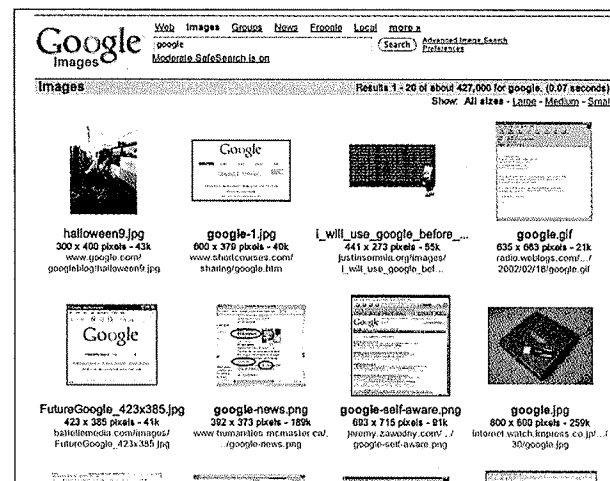 Web Images Groups News Froogle Local more »
Google
Images
google
Search
Advanced Image Search
Preferences
Moderate SafeSearch is on
Images
Results 1 - 20 of about 427,000 for google. (0.07 seconds)
Show: All sizes - Large - Medium - Small
Google
Google
halloween9.jpg
300 x 400 pixels - 43k
www.google.com/
googleblog/halloween9.jpg
google-1.jpg
600 x 379 pixels - 40k
www.shortcourses.com/
sharing/google.htm
i_will_use_google_before_...
441 x 273 pixels - 55k
justinsomnia.org/images/
i_will_use_google_bef...
google.gif
635 x 663 pixels - 21k
radio.weblogs.com/.../
2002/02/16/google.gif
Google
Google
FutureGoogle_423x385.jpg
423 x 385 pixels - 41k
battellemedia.com/images/
FutureGoogle_423x385.jpg
google-news.png
392 x 373 pixels - 189k
www.humanities.mcmaster.ca/.
../google-news.png
google-self-aware.png
693 x 715 pixels - 91k
jeremy.zawodny.com/.../
google-self-aware.png
google.jpg
800 x 600 pixels - 259k
internet.watch.impress.co.jp/.../
30/google.jpg